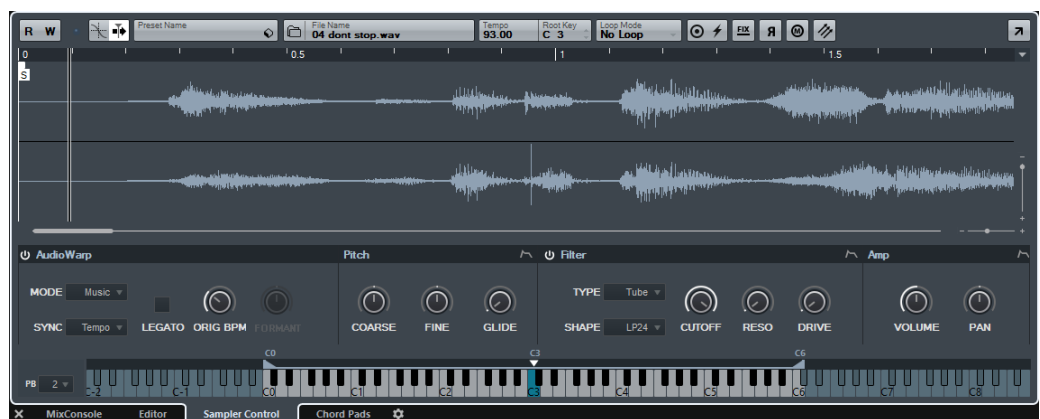 R W Preset Name File Name 04 dont stop.wav Tempo 93.00 Root Key C 3 Loop Mode No Loop FIX R M
0 0.5 1 1.5
S
AudioWarp Pitch Filter Amp
MODE Music TYPE Tube
SYNC Tempo LEGATO ORIG BPM FORMANT COARSE FINE GLIDE SHAPE LP24 CUTOFF RESO DRIVE VOLUME PAN
C0 C3 C6
PB 2 C-2 C-1 C0 C1 C2 C3 C4 C5 C6 C7 C8
MixConsole Editor Sampler Control Chord Pads